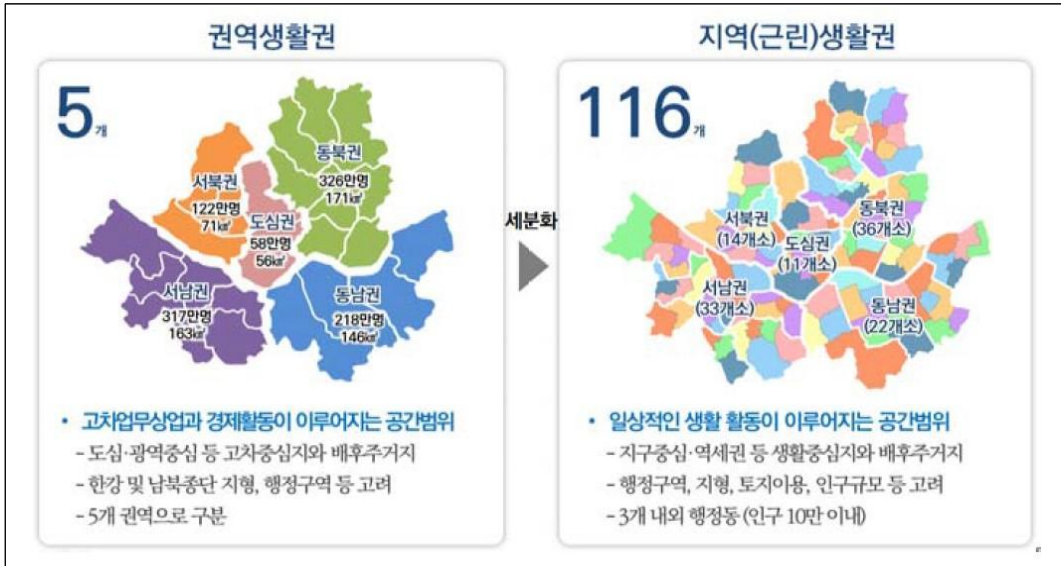 권역생활권
5개
서북권
122만명
71㎢
동북권
326만명
171㎢
도심권
58만명
56㎢
서남권
317만명
163㎢
동남권
218만명
146㎢
• 고차업무상업과 경제활동이 이루어지는 공간범위
- 도심·광역중심 등 고차중심지와 배후주거지
- 한강 및 남북종단 지형, 행정구역 등 고려
- 5개 권역으로 구분
세분화
지역(근린)생활권
116개
서북권
(14개소)
동북권
(36개소)
도심권
(11개소)
서남권
(33개소)
동남권
(22개소)
• 일상적인 생활 활동이 이루어지는 공간범위
- 지구중심·역세권 등 생활중심지와 배후주거지
- 행정구역, 지형, 토지이용, 인구규모 등 고려
- 3개 내외 행정동 (인구 10만 이내)